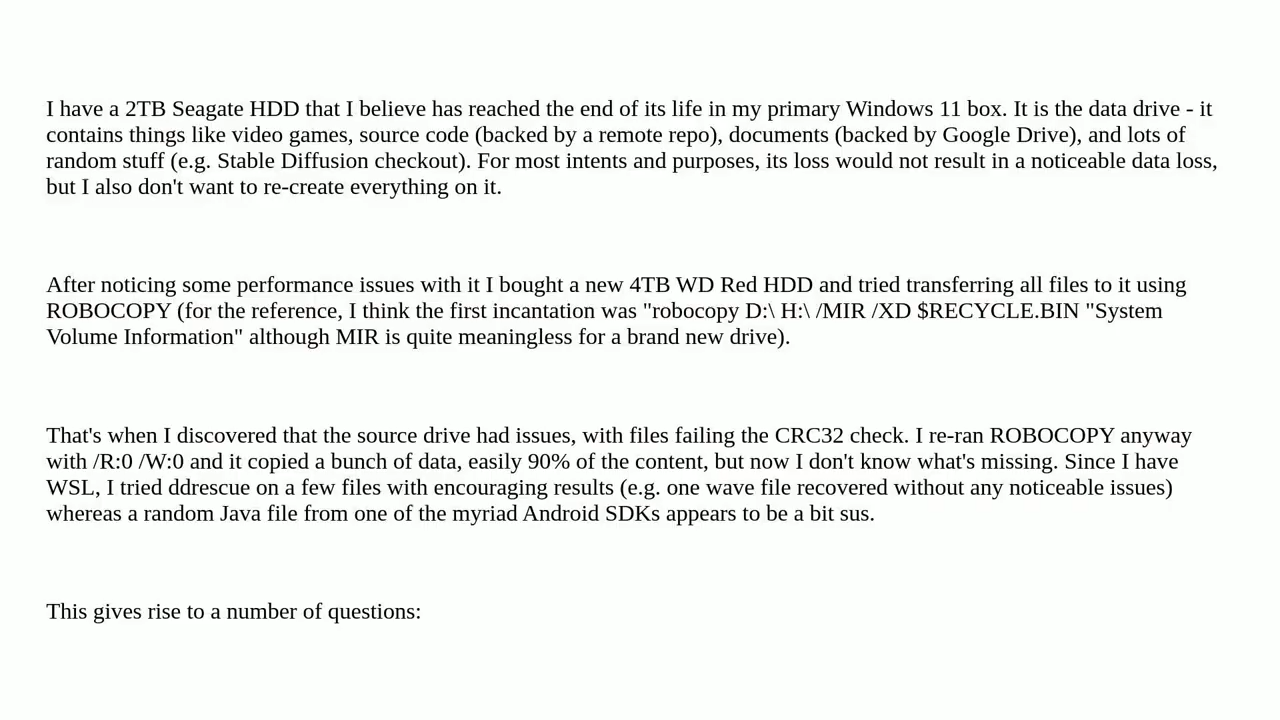 I have a 2TB Seagate HDD that I believe has reached the end of its life in my primary Windows 11 box. It is the data drive - it
contains things like video games, source code (backed by a remote repo), documents (backed by Google Drive), and lots of
random stuff (e.g. Stable Diffusion checkout). For most intents and purposes, its loss would not result in a noticeable data loss,
but I also don't want to re-create everything on it.
After noticing some performance issues with it I bought a new 4TB WD Red HDD and tried transferring all files to it using
ROBOCOPY (for the reference, I think the first incantation was "robocopy D:\ H:\ /MIR /XD $RECYCLE.BIN "System
Volume Information" although MIR is quite meaningless for a brand new drive).
That's when I discovered that the source drive had issues, with files failing the CRC32 check. I re-ran ROBOCOPY anyway
with /R:0 /W:0 and it copied a bunch of data, easily 90% of the content, but now I don't know what's missing. Since I have
WSL, I tried ddrescue on a few files with encouraging results (e.g. one wave file recovered without any noticeable issues)
whereas a random Java file from one of the myriad Android SDKs appears to be a bit sus.
This gives rise to a number of questions: